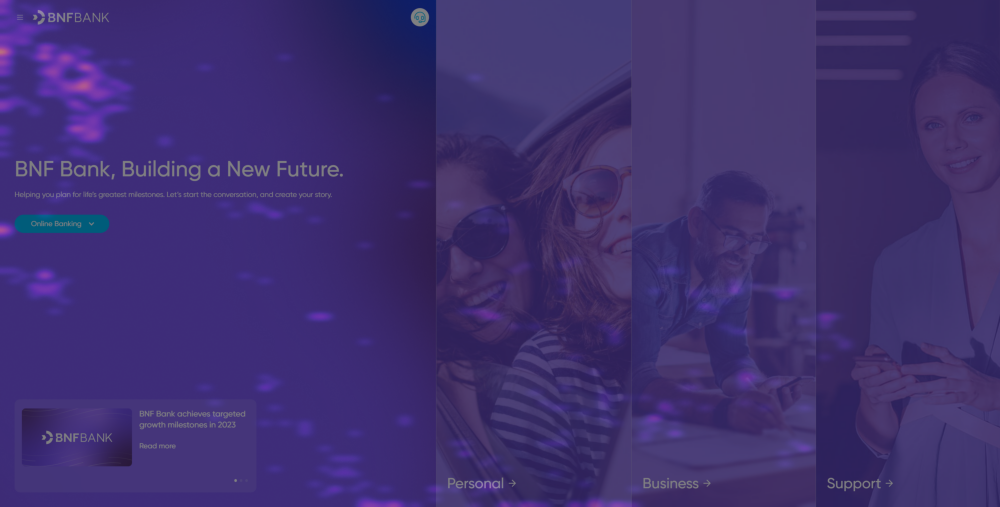 BNFBANK
BNF Bank, Building a New Future.
Helping you plan for life's greatest milestones. Let's start the conversation, and create your story.
Online Banking
BNFBANK
BNF Bank achieves targeted
growth milestones in 2023
Read more
Personal →
Business →
Support →